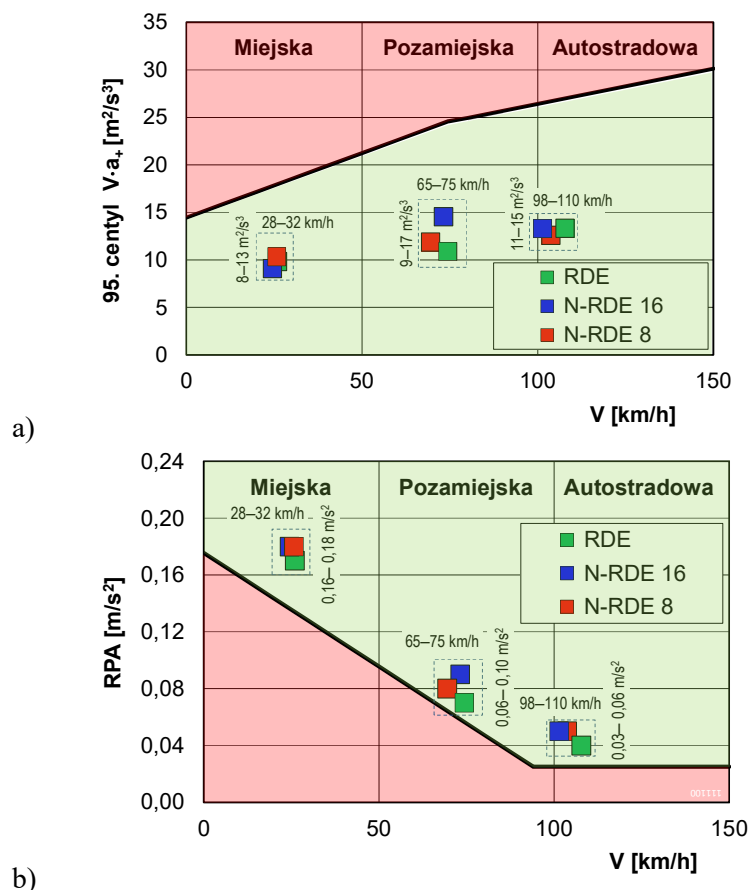 Miejska Pozamiejska Autostradowa
95. centyl V·a₊ [m²/s³]
35
30
25
20
15
10
5
0
65–75 km/h
28–32 km/h
98–110 km/h
8–13 m²/s³
9–17 m²/s³
11–15 m²/s³
RDE
N-RDE 16
N-RDE 8
0 50 100 150
V [km/h]
a)
0,24
0,20
0,16
0,12
0,08
0,04
0,00
RPA [m/s²]
Miejska Pozamiejska Autostradowa
28–32 km/h
0,16– 0,18 m/s²
RDE
N-RDE 16
N-RDE 8
65–75 km/h
0,06– 0,10 m/s²
98–110 km/h
0,03– 0,06 m/s²
111100
0 50 100 150
V [km/h]
b)